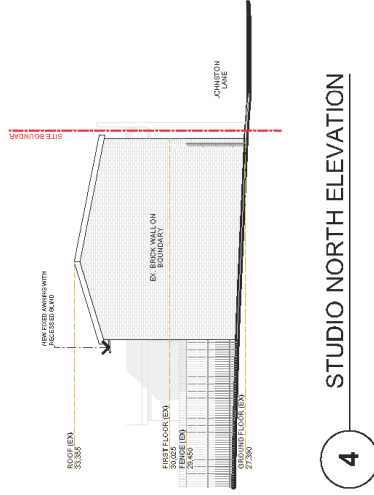 SITE BOUNDAR
JOHNSTON
LANE
NEW FIXED AWNING WITH
RECESSED BLIND
EX. BRICK WALL ON
BOUNDARY
ROOF (EX)
33,355
FIRST FLOOR (EX)
30,025
FENCE (EX)
29,450
GROUND FLOOR (EX)
27,390
4
STUDIO NORTH ELEVATION